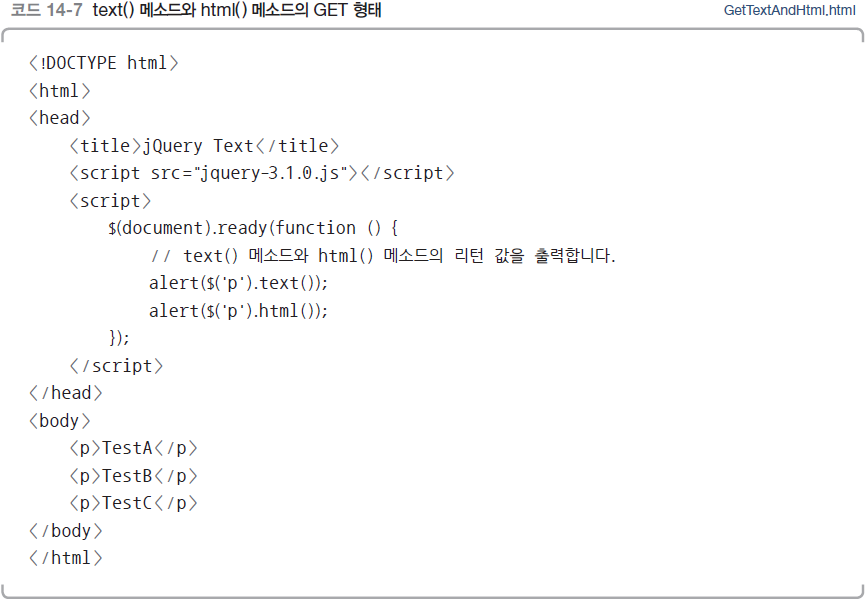 코드 14-7 text() 메소드와 html() 메소드의 GET 형태 GetTextAndHtml.html
<!DOCTYPE html>
<html>
<head>
    <title>jQuery Text</title>
    <script src="jquery-3.1.0.js"></script>
    <script>
        $(document).ready(function () {
            // text() 메소드와 html() 메소드의 리턴 값을 출력합니다.
            alert($('p').text());
            alert($('p').html());
        });
    </script>
</head>
<body>
    <p>TestA</p>
    <p>TestB</p>
    <p>TestC</p>
</body>
</html>